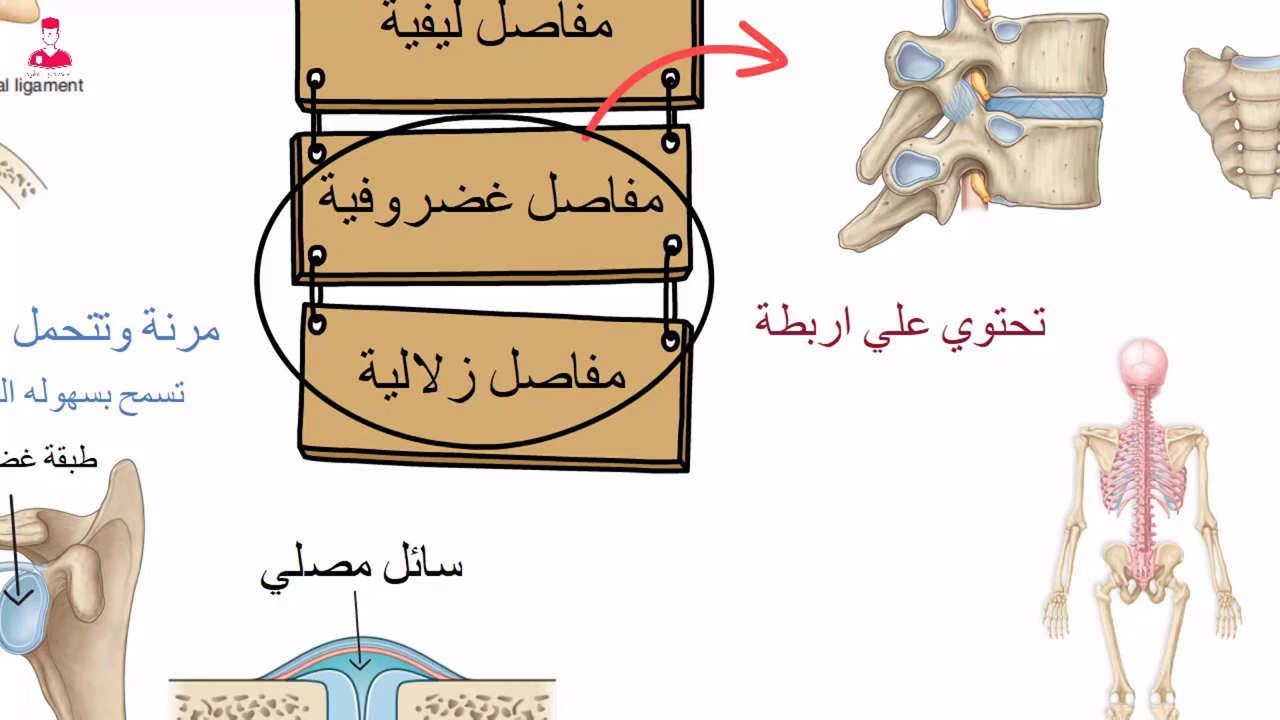 مفاصل ليفية
al ligament
مفاصل غضروفية
تحتوي علي اربطة
مرنة وتتحمل
مفاصل زلالية
تسمح بسهوله ال
طبقة غض
سائل مصلي